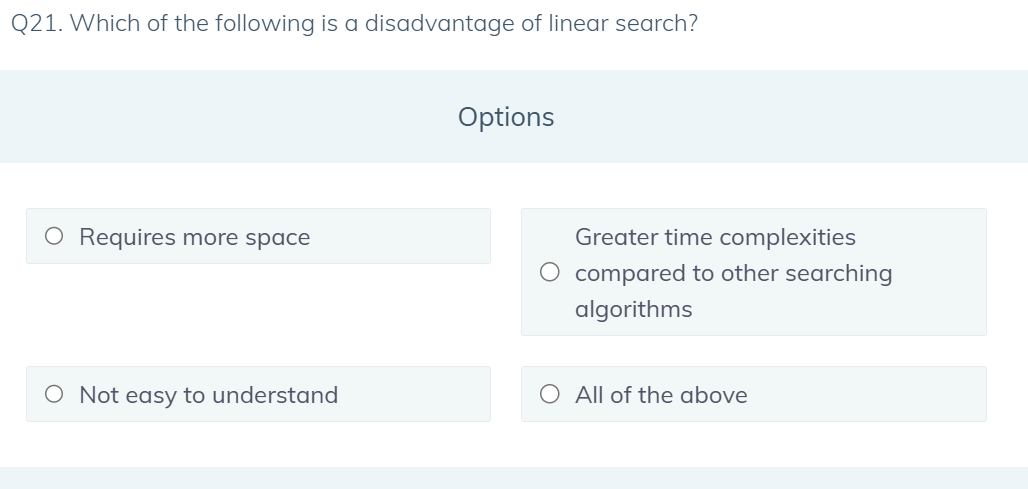 Q21. Which of the following is a disadvantage of linear search?
Options
Requires more space
Greater time complexities
compared to other searching
algorithms
Not easy to understand
All of the above